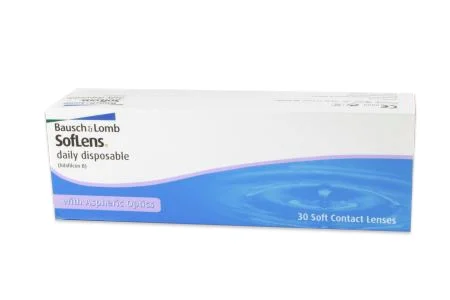 Bausch & Lomb
SofLens®
daily disposable
(hilafilcon B)
With Aspheric Optics
30 Soft Contact Lenses